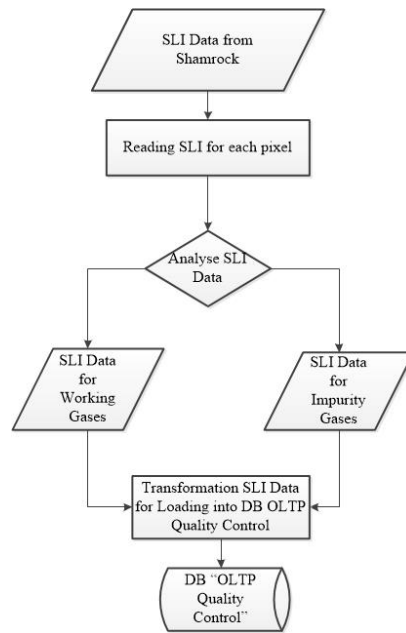 SLI Data from
Shamrock
Reading SLI for each pixel
Analyse SLI
Data
SLI Data
for
Working
Gases
SLI Data
for
Impurity
Gases
Transformation SLI Data
for Loading into DB OLTP
Quality Control
DB “OLTP
Quality
Control”